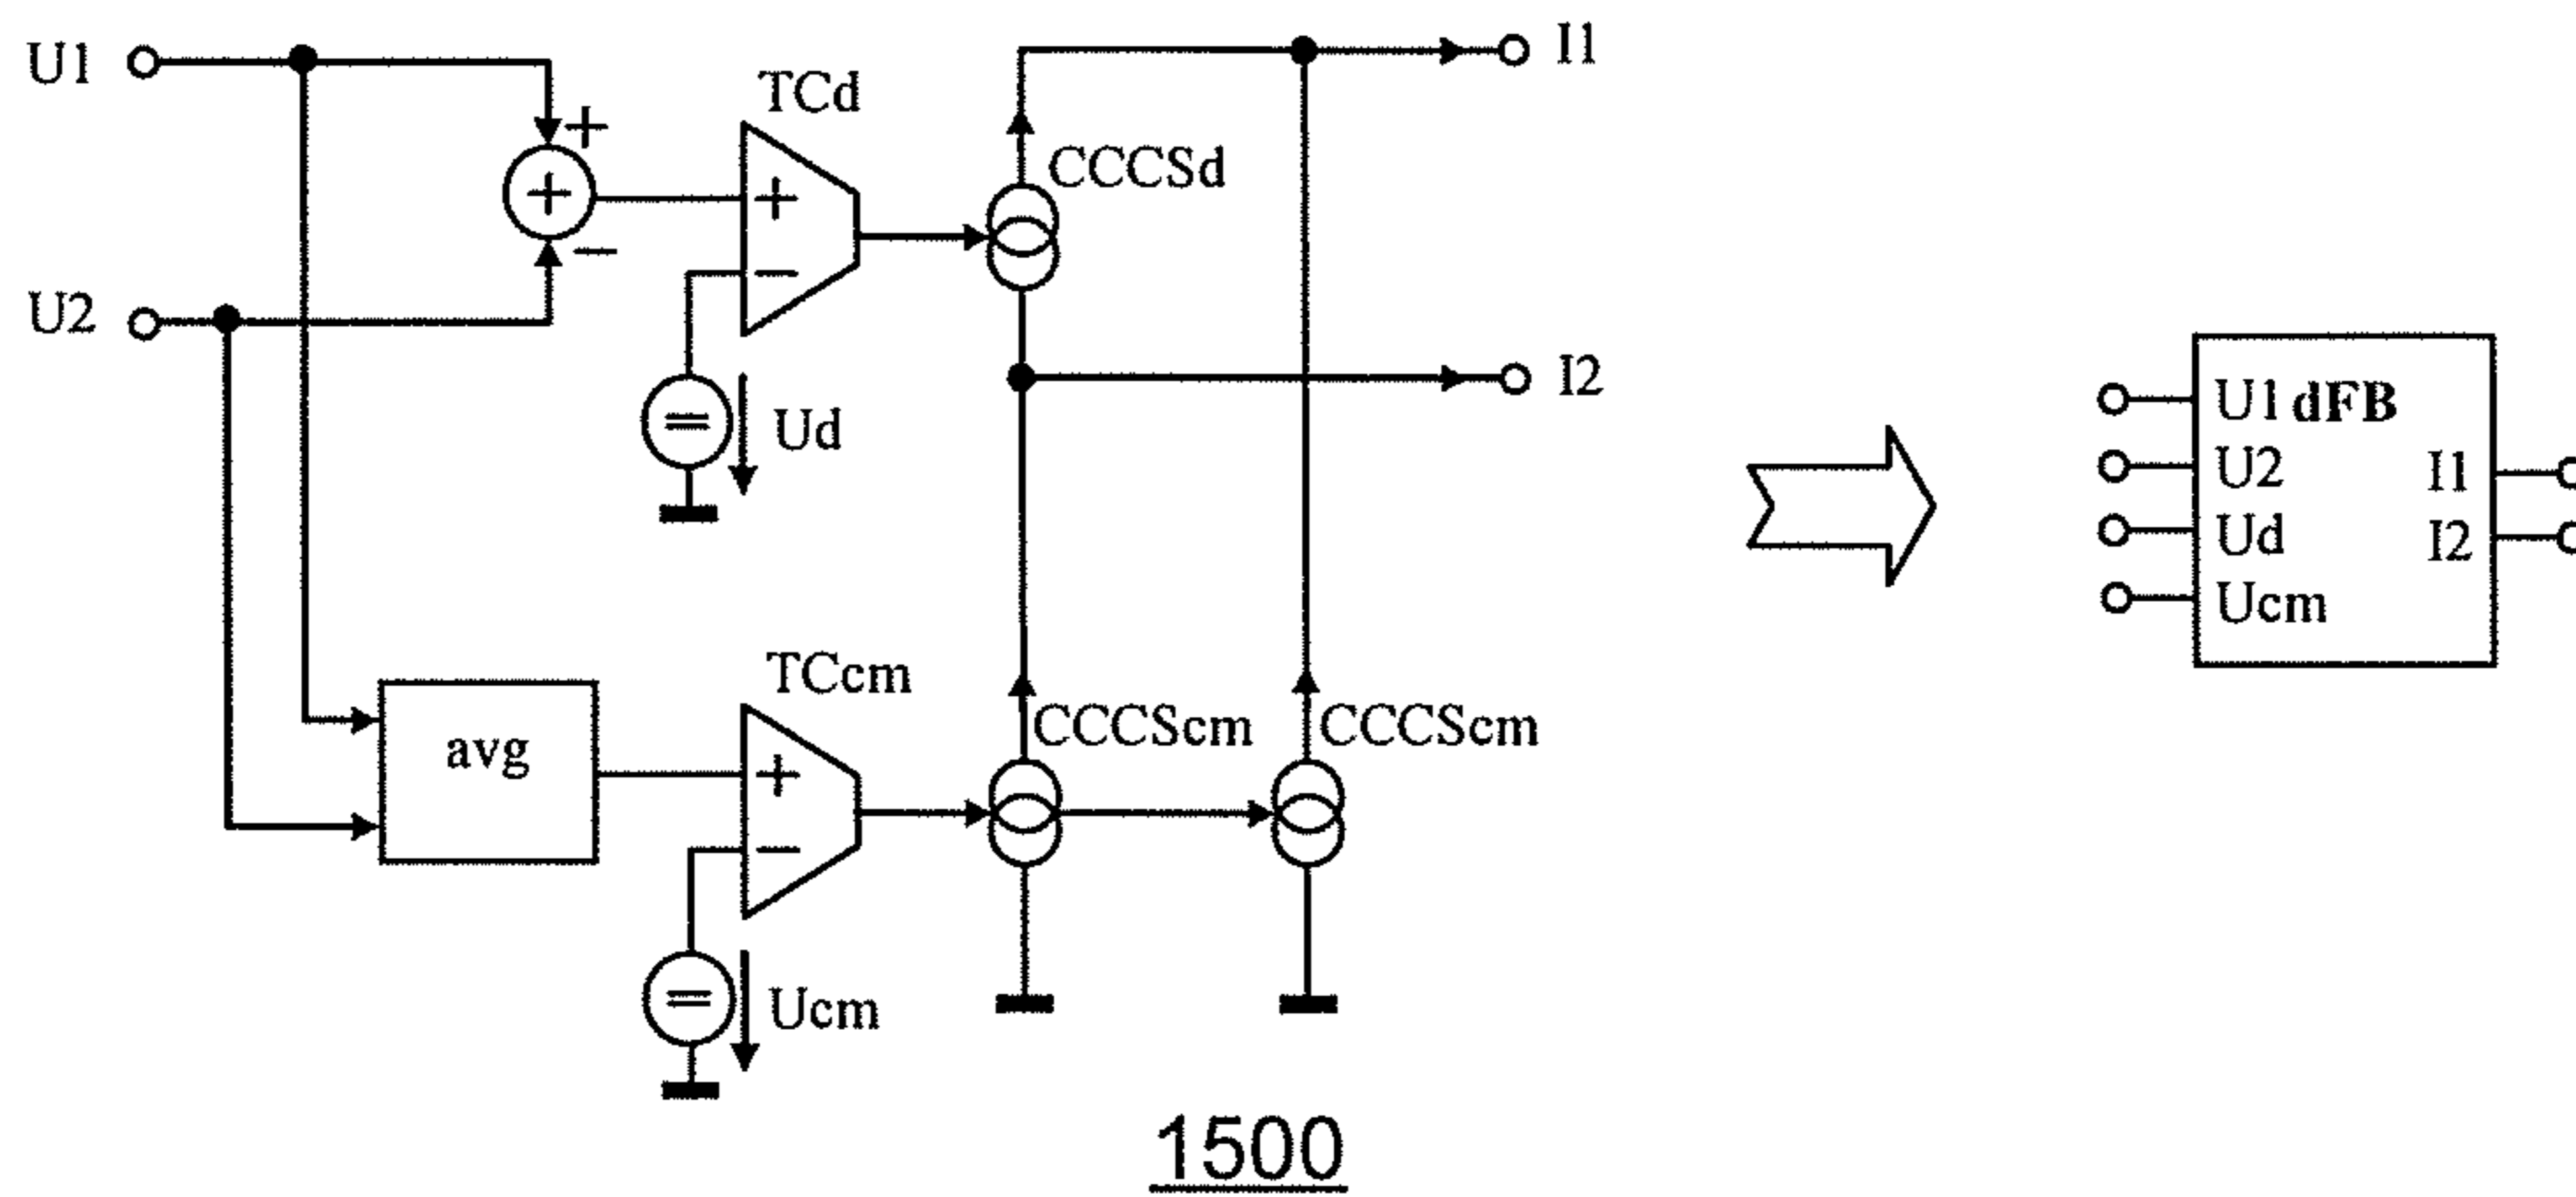 U1
I1
TCd
+
CCCSd
+
+
−
U2
−
I2
=
Ud
U1 dFB
U2
I1
Ud
I2
Ucm
TCcm
CCCScm
CCCScm
avg
+
−
=
Ucm
1500